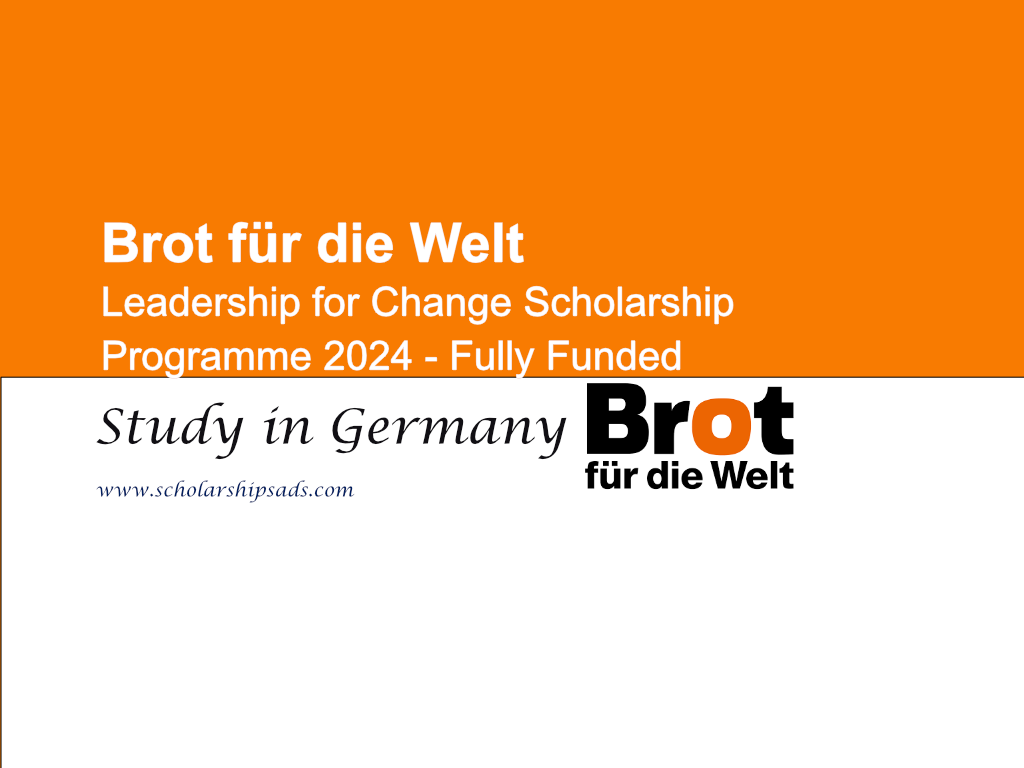 Brot für die Welt
Leadership for Change Scholarship
Programme 2024 - Fully Funded
Study in Germany
www.scholarshipsads.com
Brot
für die Welt